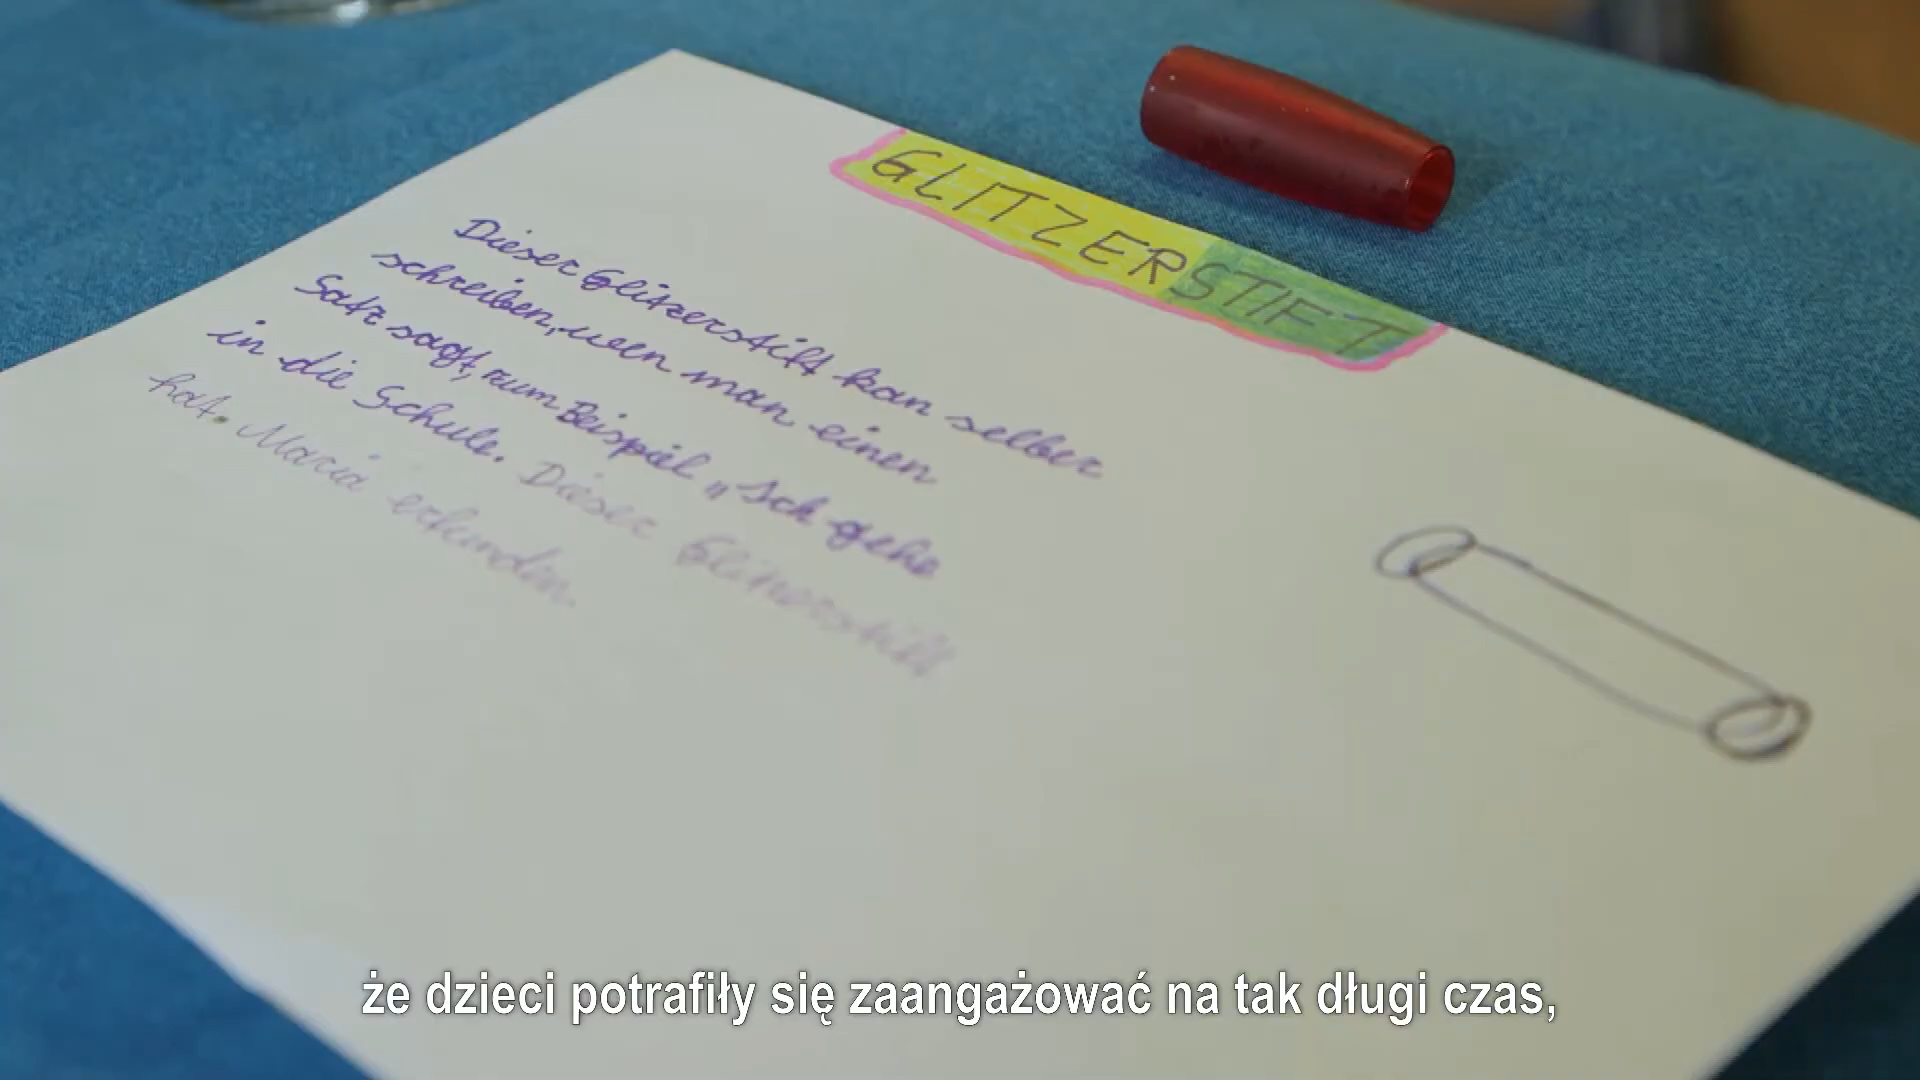 GLITZERSTIFT
Dieser Glitzerstift kan selber
schreiben, wen man einen
Satz sagt, zum Beispiel „Ich gehe
in die Schule. Dieser Glitzerstift
hat. Maria erfunden.
że dzieci potrafiły się zaangażować na tak długi czas,